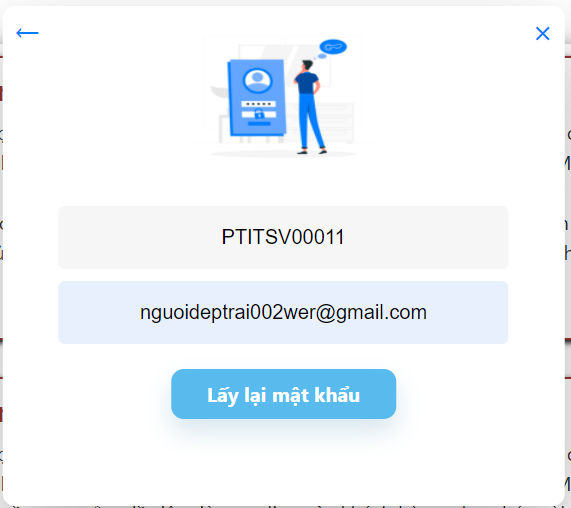 PTITSV00011
nguoideptrai002wer@gmail.com
Lấy lại mật khẩu